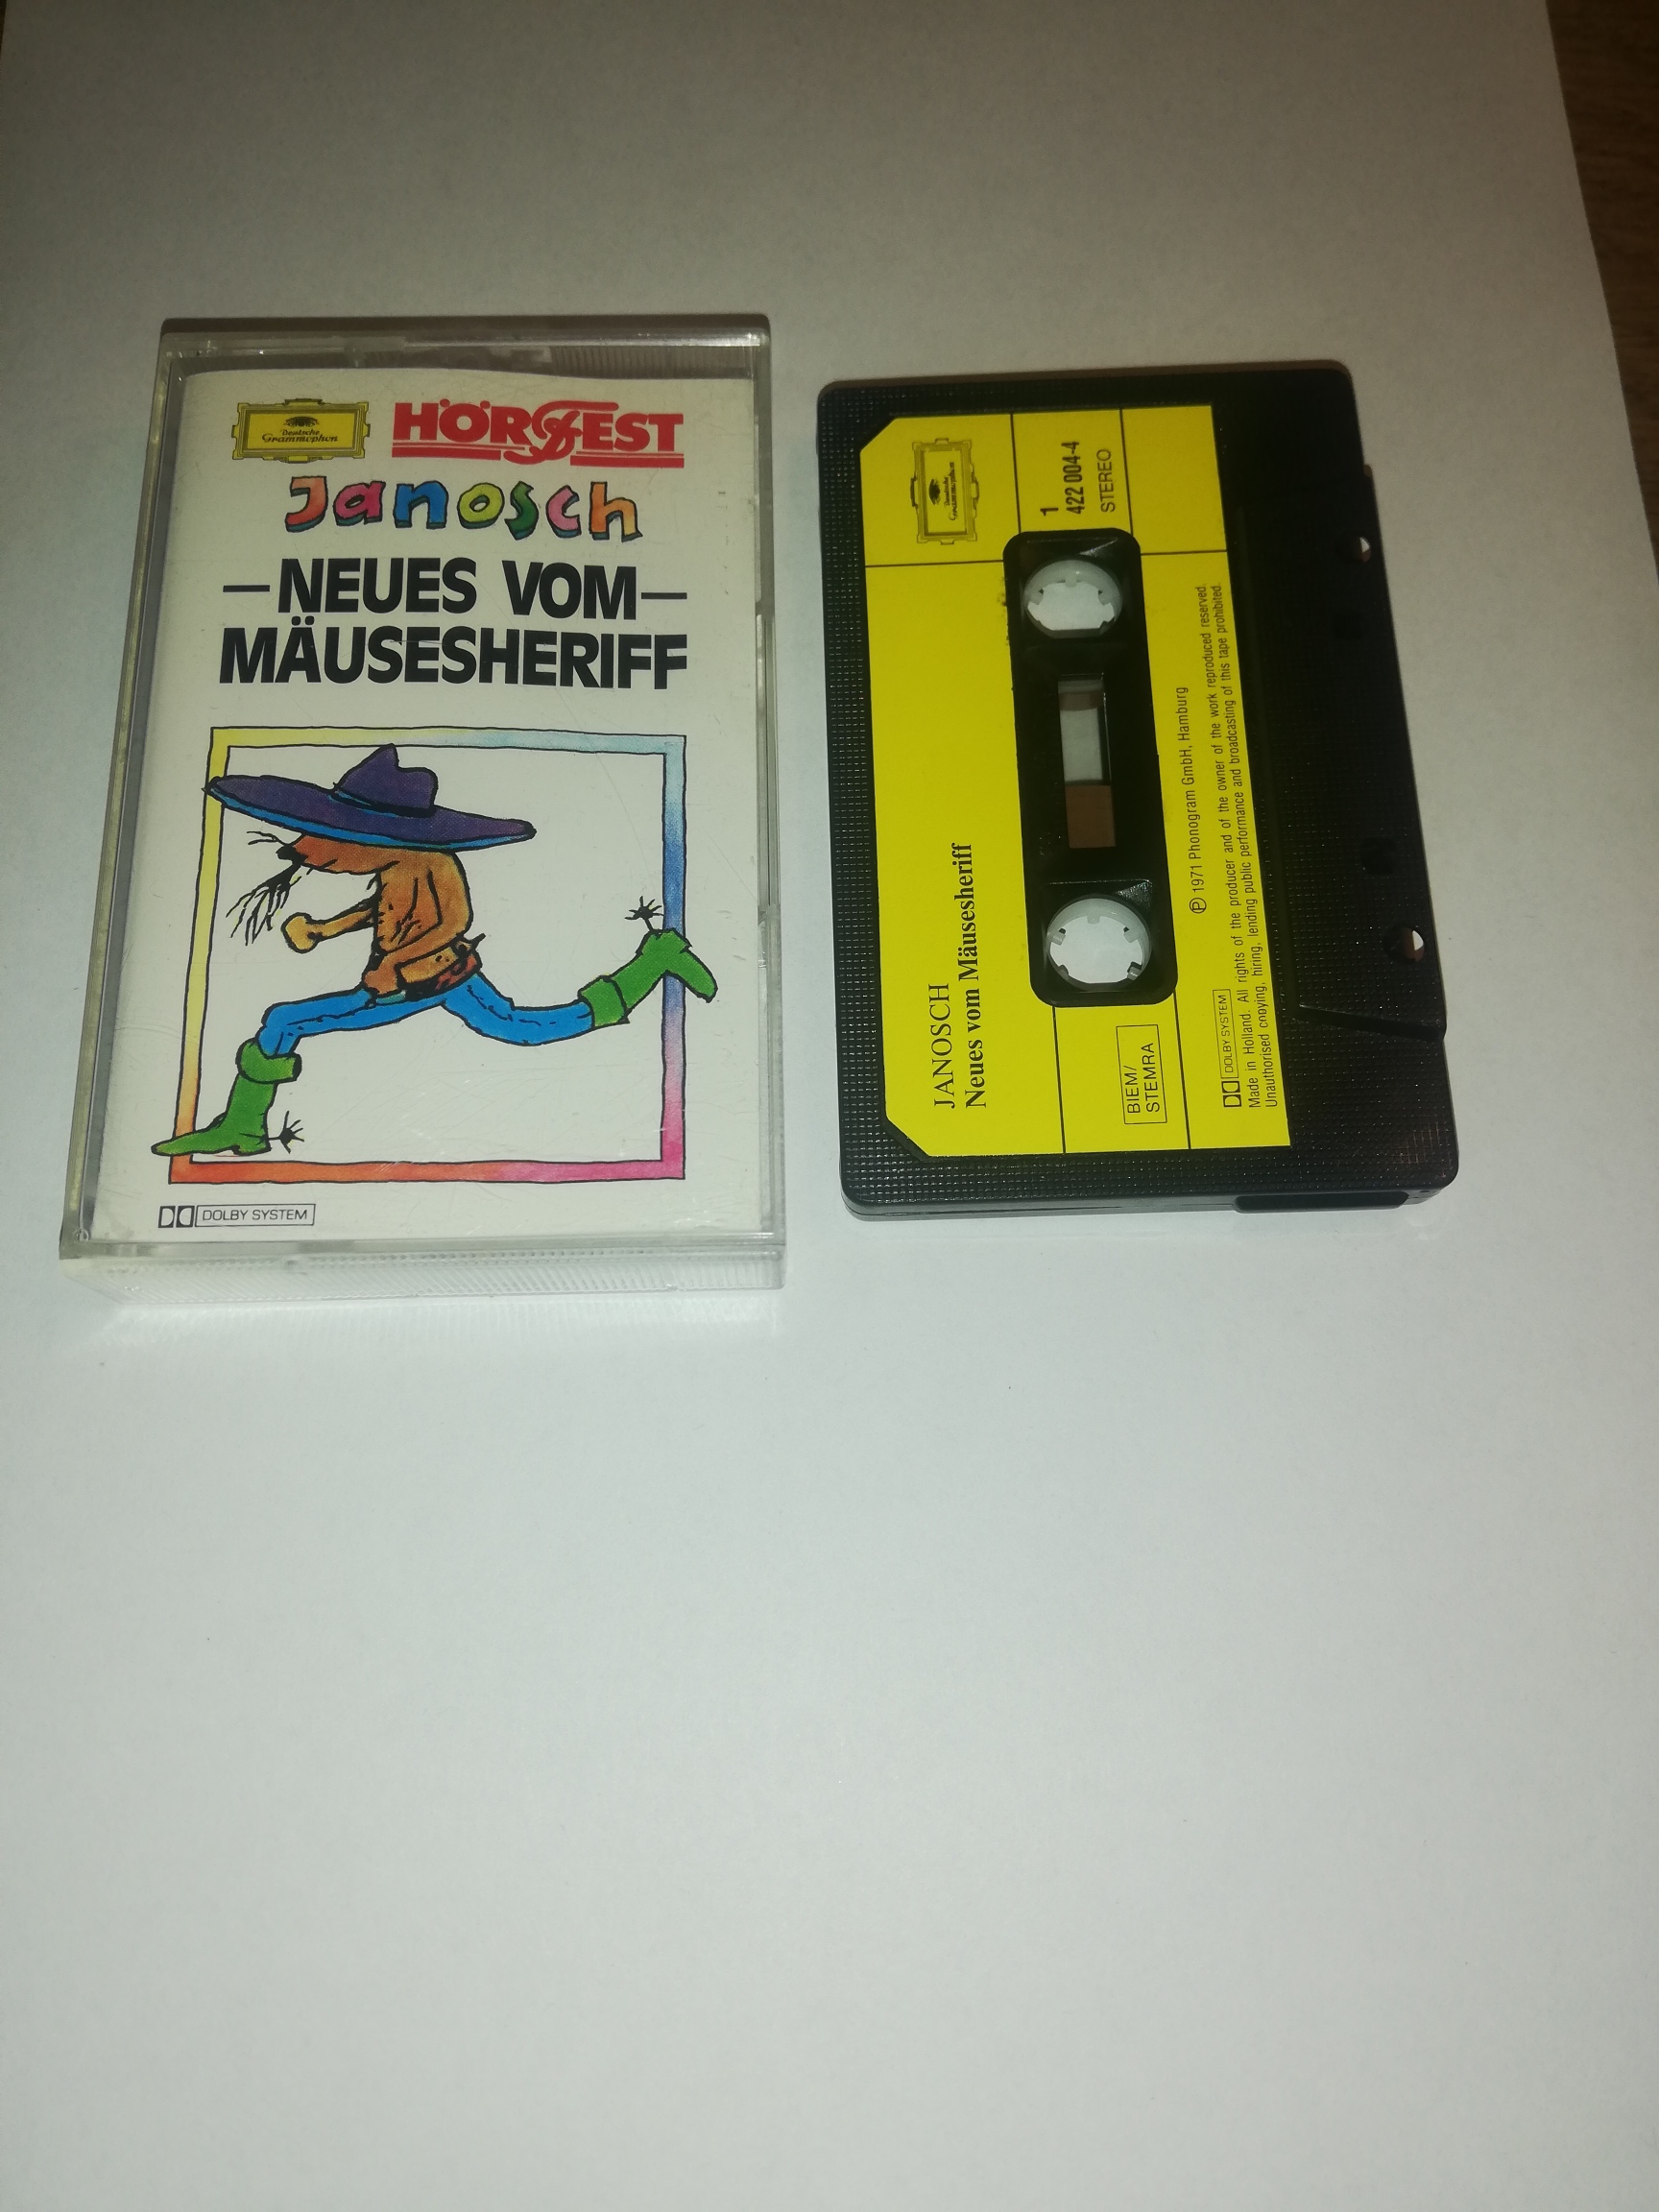 Deutsche
Grammophon
HÖRFEST
Janosch
—NEUES VOM—
MÄUSESHERIFF
DOLBY SYSTEM
Deutsche
Grammophon
1
422 004-4
STEREO
JANOSCH
Neues vom Mäusesheriff
BIEM/
STEMRA
℗ 1971 Phonogram GmbH, Hamburg
DOLBY SYSTEM
Made in Holland. All rights of the producer and of the owner of the work reproduced reserved.
Unauthorised copying, hiring, lending public performance and broadcasting of this tape prohibited.